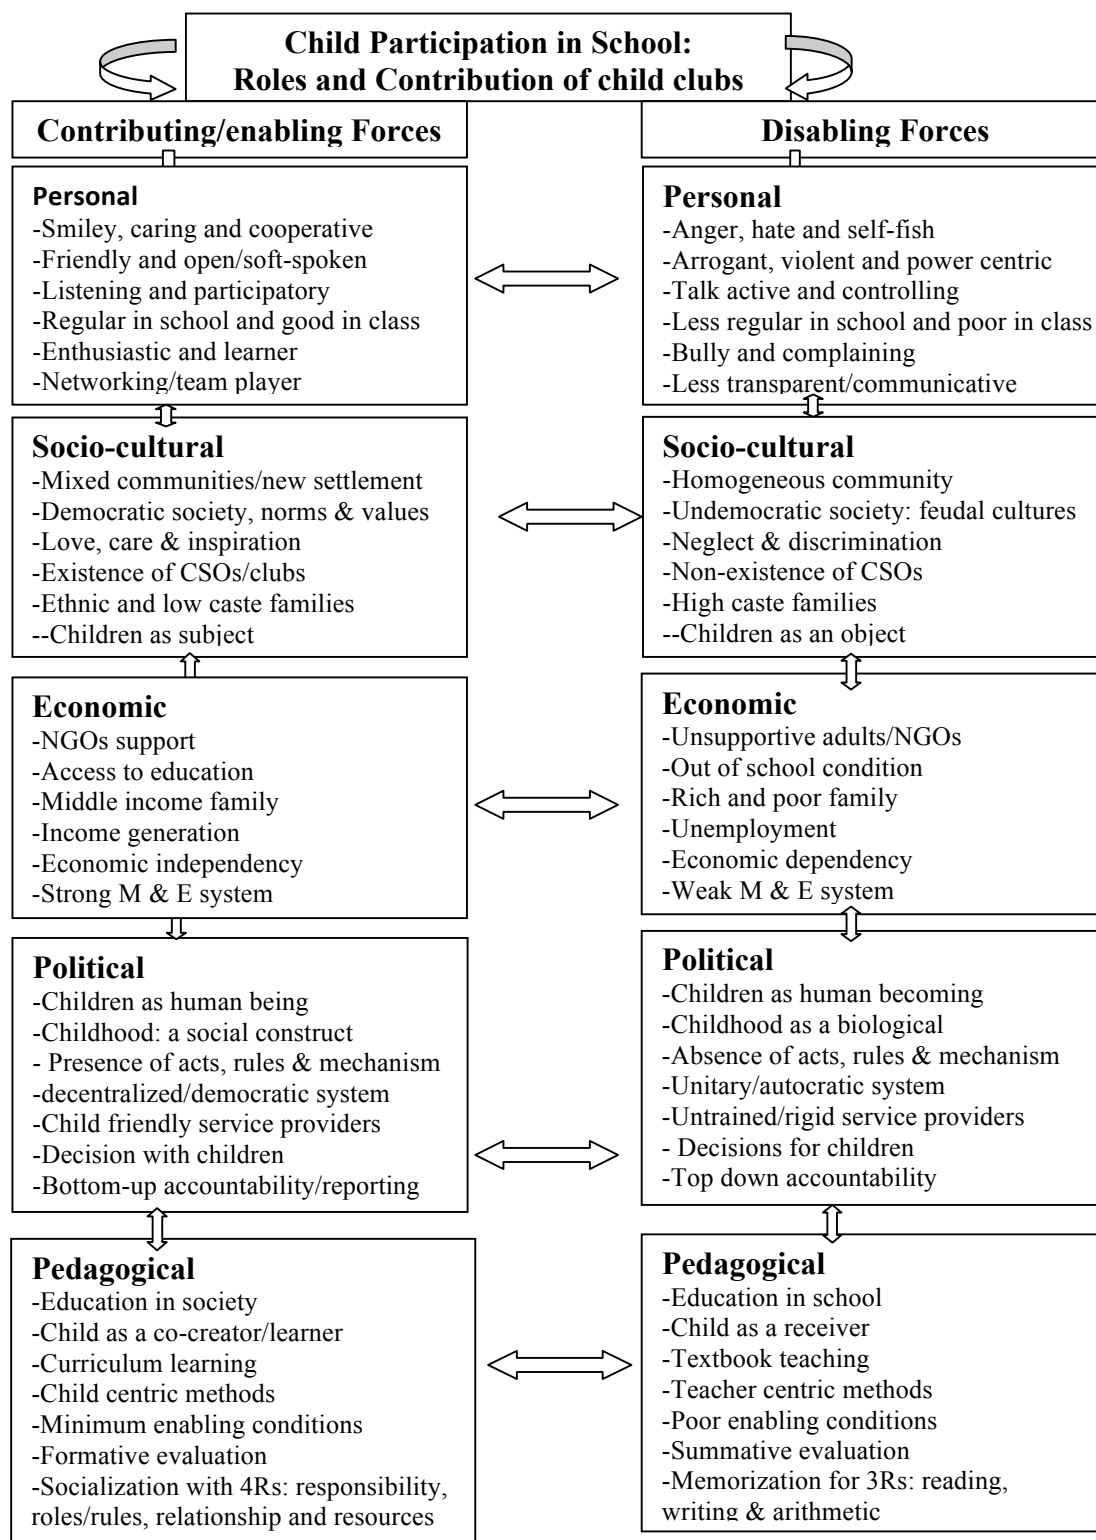 Child Participation in School:
Roles and Contribution of child clubs
Contributing/enabling Forces
Personal
-Smiley, caring and cooperative
-Friendly and open/soft-spoken
-Listening and participatory
-Regular in school and good in class
-Enthusiastic and learner
-Networking/team player
Socio-cultural
-Mixed communities/new settlement
-Democratic society, norms & values
-Love, care & inspiration
-Existence of CSOs/clubs
-Ethnic and low caste families
--Children as subject
Economic
-NGOs support
-Access to education
-Middle income family
-Income generation
-Economic independency
-Strong M & E system
Political
-Children as human being
-Childhood: a social construct
- Presence of acts, rules & mechanism
-decentralized/democratic system
-Child friendly service providers
-Decision with children
-Bottom-up accountability/reporting
Pedagogical
-Education in society
-Child as a co-creator/learner
-Curriculum learning
-Child centric methods
-Minimum enabling conditions
-Formative evaluation
-Socialization with 4Rs: responsibility,
roles/rules, relationship and resources
Disabling Forces
Personal
-Anger, hate and self-fish
-Arrogant, violent and power centric
-Talk active and controlling
-Less regular in school and poor in class
-Bully and complaining
-Less transparent/communicative
Socio-cultural
-Homogeneous community
-Undemocratic society: feudal cultures
-Neglect & discrimination
-Non-existence of CSOs
-High caste families
--Children as an object
Economic
-Unsupportive adults/NGOs
-Out of school condition
-Rich and poor family
-Unemployment
-Economic dependency
-Weak M & E system
Political
-Children as human becoming
-Childhood as a biological
-Absence of acts, rules & mechanism
-Unitary/autocratic system
-Untrained/rigid service providers
- Decisions for children
-Top down accountability
Pedagogical
-Education in school
-Child as a receiver
-Textbook teaching
-Teacher centric methods
-Poor enabling conditions
-Summative evaluation
-Memorization for 3Rs: reading,
writing & arithmetic